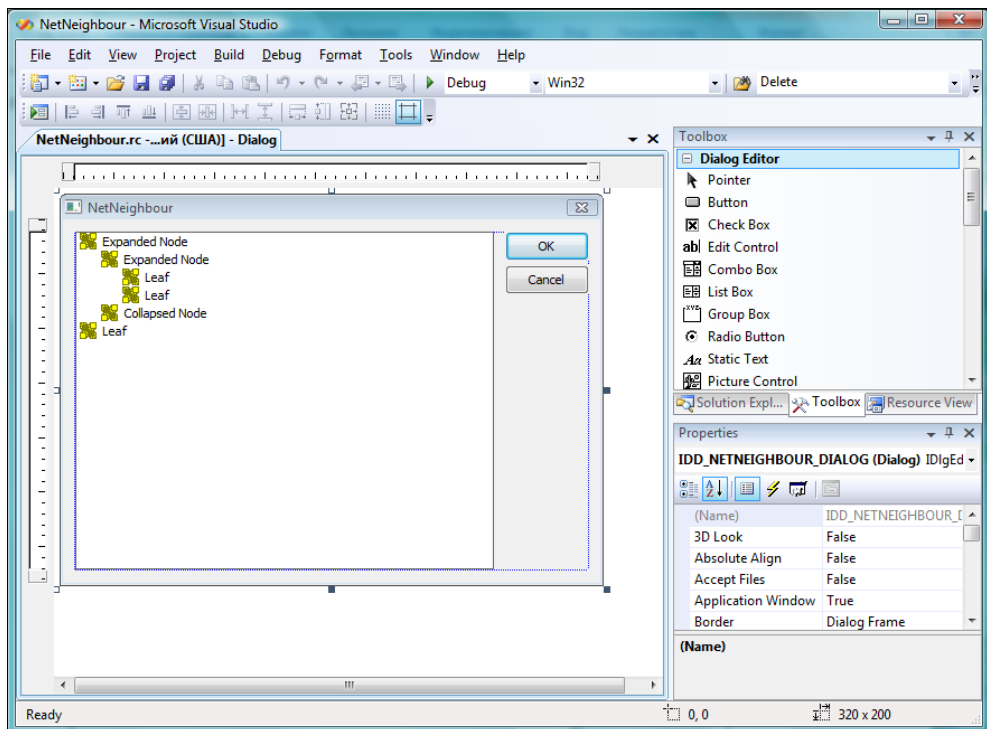 NetNeighbour - Microsoft Visual Studio
File Edit View Project Build Debug Format Tools Window Help
Debug Win32 Delete
NetNeighbour.rc -...ий (США)] - Dialog
NetNeighbour
Expanded Node
Expanded Node
Leaf
Leaf
Collapsed Node
Leaf
OK
Cancel
Toolbox
Dialog Editor
Pointer
Button
Check Box
ab Edit Control
Combo Box
List Box
xyz Group Box
Radio Button
Aa Static Text
Picture Control
Solution Expl... Toolbox Resource View
Properties
IDD_NETNEIGHBOUR_DIALOG (Dialog) IDlgEd
(Name) IDD_NETNEIGHBOUR_D
3D Look False
Absolute Align False
Accept Files False
Application Window True
Border Dialog Frame
(Name)
Ready 0, 0 320 x 200